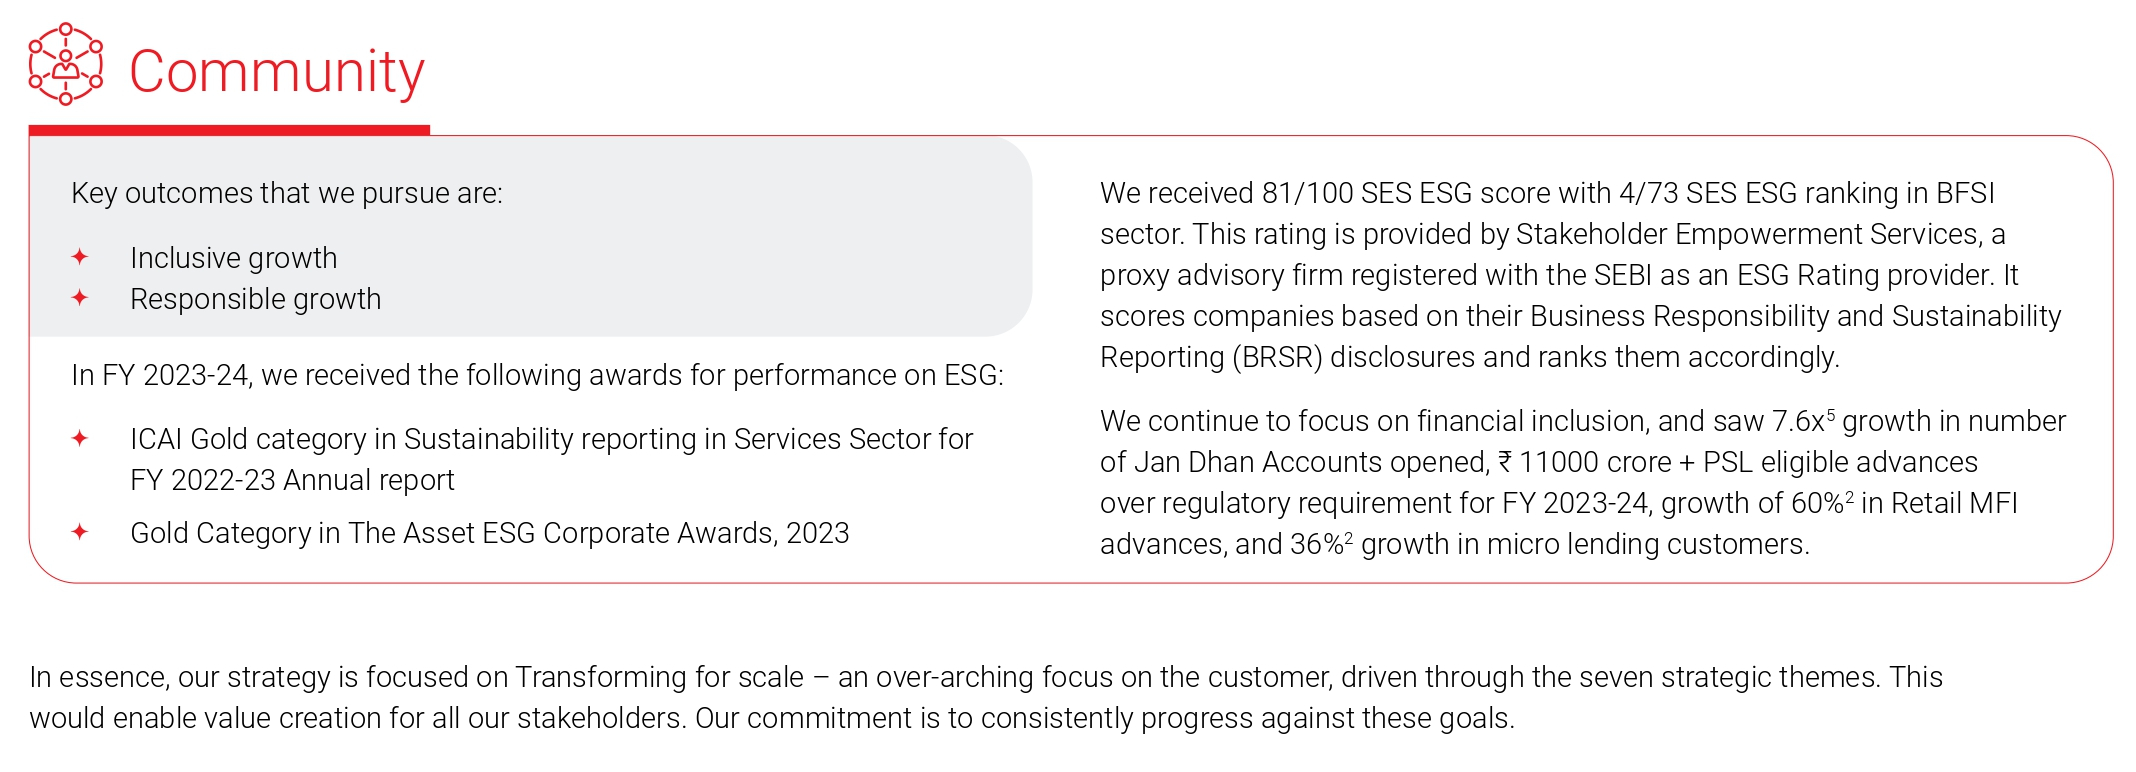 Community
Key outcomes that we pursue are:
✦ Inclusive growth
✦ Responsible growth
In FY 2023-24, we received the following awards for performance on ESG:
✦ ICAI Gold category in Sustainability reporting in Services Sector for
FY 2022-23 Annual report
✦ Gold Category in The Asset ESG Corporate Awards, 2023
We received 81/100 SES ESG score with 4/73 SES ESG ranking in BFSI
sector. This rating is provided by Stakeholder Empowerment Services, a
proxy advisory firm registered with the SEBI as an ESG Rating provider. It
scores companies based on their Business Responsibility and Sustainability
Reporting (BRSR) disclosures and ranks them accordingly.
We continue to focus on financial inclusion, and saw 7.6x⁵ growth in number
of Jan Dhan Accounts opened, ₹ 11000 crore + PSL eligible advances
over regulatory requirement for FY 2023-24, growth of 60%² in Retail MFI
advances, and 36%² growth in micro lending customers.
In essence, our strategy is focused on Transforming for scale – an over-arching focus on the customer, driven through the seven strategic themes. This
would enable value creation for all our stakeholders. Our commitment is to consistently progress against these goals.